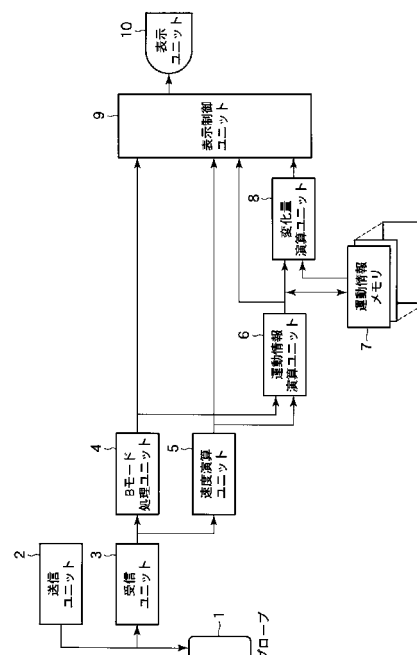 10
表示
ユニット
9
表示制御
ユニット
8
変化量
演算ユニット
運動情報
メモリ
7
6
運動情報
演算ユニット
4
Bモード
処理ユニット
5
速度演算
ユニット
2
送信
ユニット
3
受信
ユニット
1
プローブ